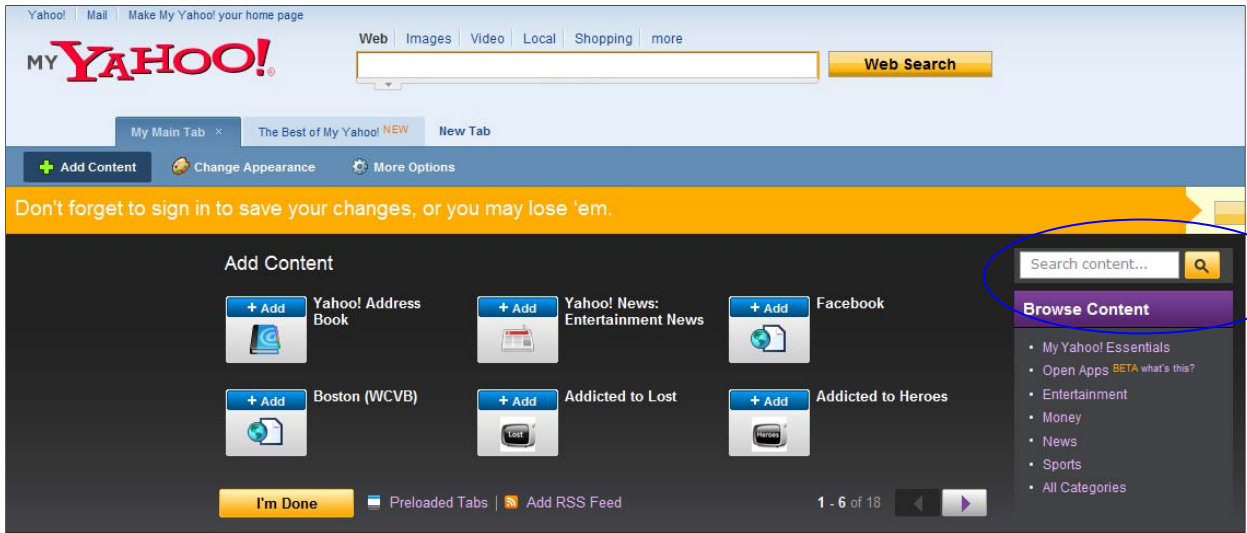 Yahoo! Mail Make My Yahoo! your home page
MY YAHOO!®
Web Images Video Local Shopping more
Web Search
My Main Tab × The Best of My Yahoo! NEW New Tab
Add Content Change Appearance More Options
Don't forget to sign in to save your changes, or you may lose ‘em.
Add Content
+ Add Yahoo! Address
Book
+ Add Yahoo! News:
Entertainment News
+ Add Facebook
+ Add Boston (WCVB)
+ Add Addicted to Lost
Lost
+ Add Addicted to Heroes
Heroes
I'm Done Preloaded Tabs | Add RSS Feed 1 - 6 of 18
Search content...
Browse Content
• My Yahoo! Essentials
• Open Apps BETA what's this?
• Entertainment
• Money
• News
• Sports
• All Categories